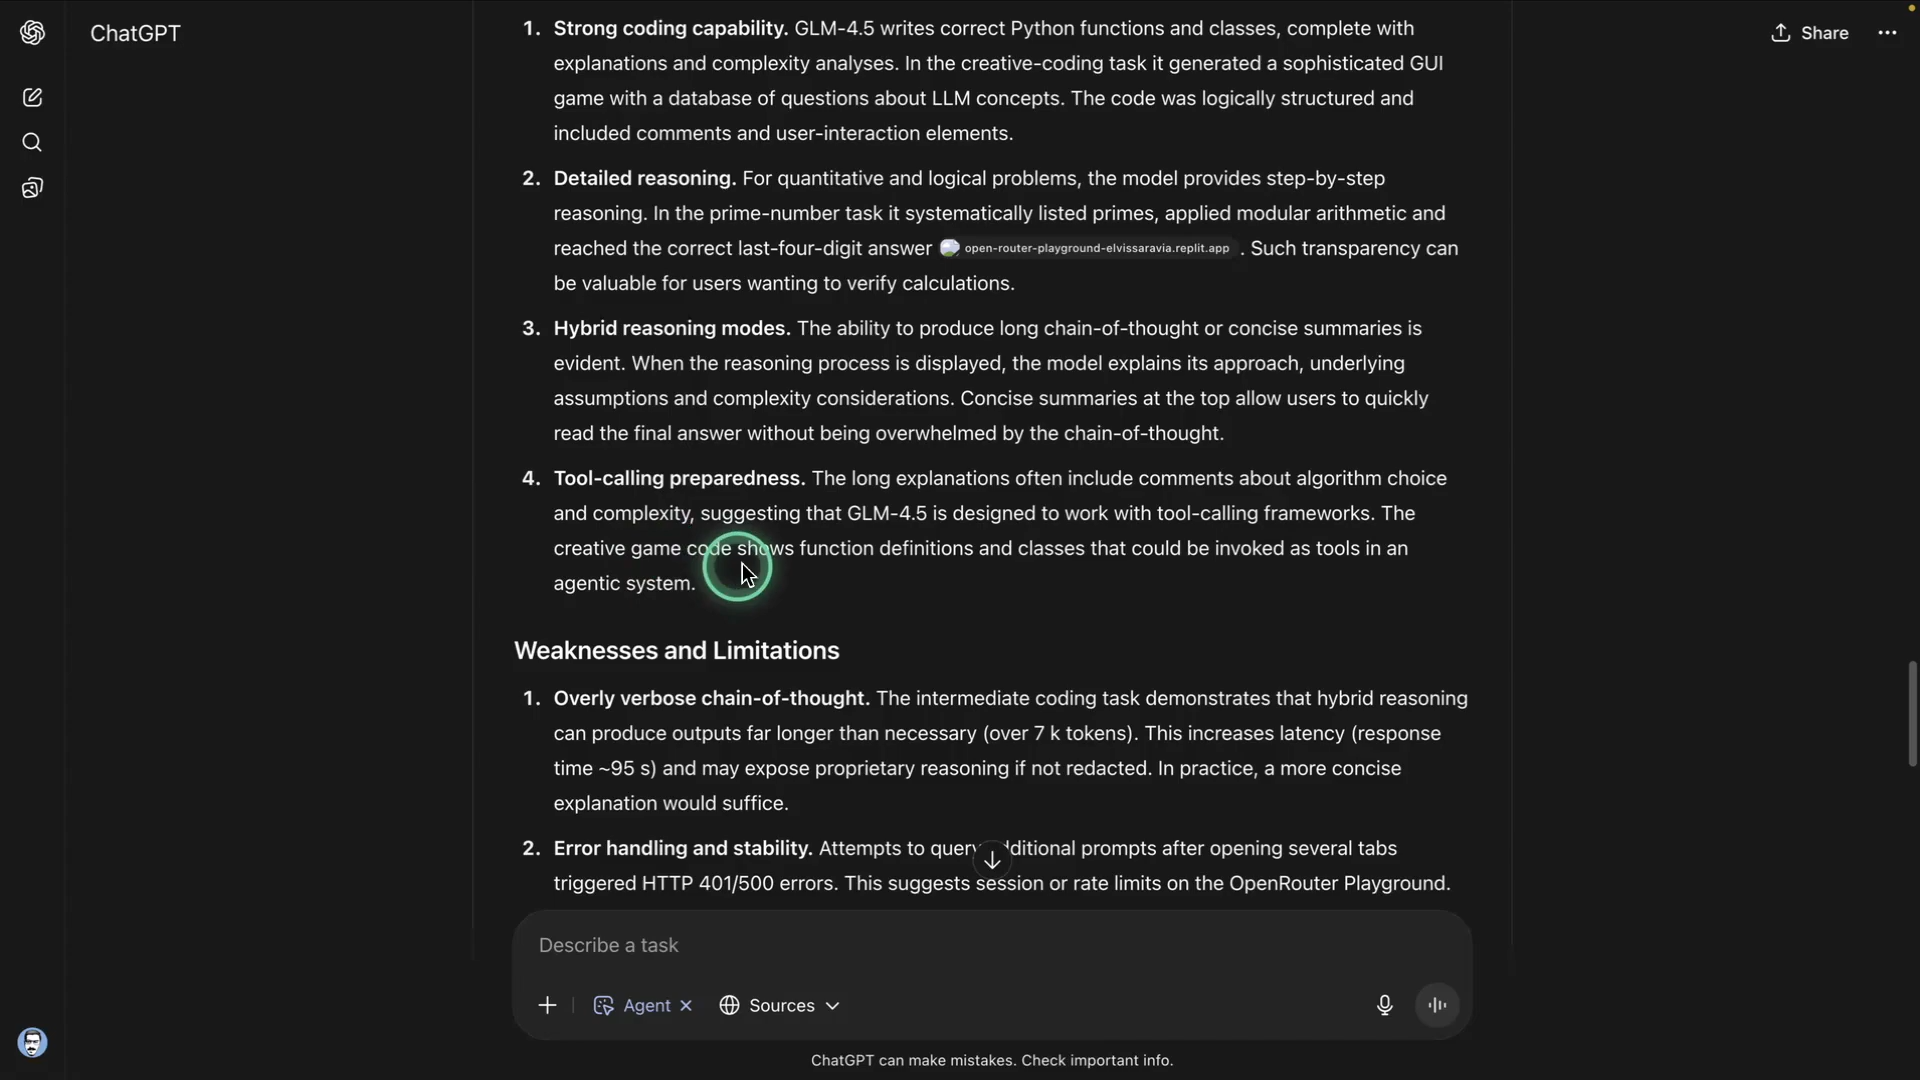 ChatGPT
Share
1. Strong coding capability. GLM-4.5 writes correct Python functions and classes, complete with
explanations and complexity analyses. In the creative-coding task it generated a sophisticated GUI
game with a database of questions about LLM concepts. The code was logically structured and
included comments and user-interaction elements.
2. Detailed reasoning. For quantitative and logical problems, the model provides step-by-step
reasoning. In the prime-number task it systematically listed primes, applied modular arithmetic and
reached the correct last-four-digit answer open-router-playground-elvissaravia.replit.app . Such transparency can
be valuable for users wanting to verify calculations.
3. Hybrid reasoning modes. The ability to produce long chain-of-thought or concise summaries is
evident. When the reasoning process is displayed, the model explains its approach, underlying
assumptions and complexity considerations. Concise summaries at the top allow users to quickly
read the final answer without being overwhelmed by the chain-of-thought.
4. Tool-calling preparedness. The long explanations often include comments about algorithm choice
and complexity, suggesting that GLM-4.5 is designed to work with tool-calling frameworks. The
creative game code shows function definitions and classes that could be invoked as tools in an
agentic system.
Weaknesses and Limitations
1. Overly verbose chain-of-thought. The intermediate coding task demonstrates that hybrid reasoning
can produce outputs far longer than necessary (over 7 k tokens). This increases latency (response
time ~95 s) and may expose proprietary reasoning if not redacted. In practice, a more concise
explanation would suffice.
2. Error handling and stability. Attempts to query additional prompts after opening several tabs
triggered HTTP 401/500 errors. This suggests session or rate limits on the OpenRouter Playground.
Describe a task
Agent
Sources
ChatGPT can make mistakes. Check important info.